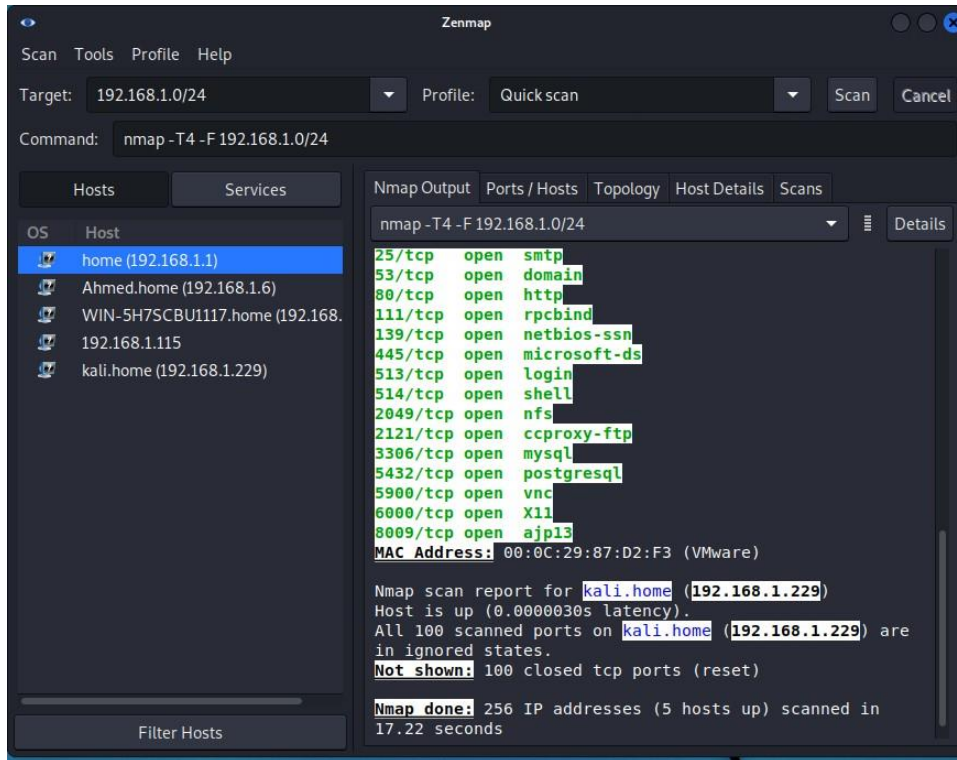 Zenmap
Scan Tools Profile Help
Target: 192.168.1.0/24 Profile: Quick scan Scan Cancel
Command: nmap -T4 -F 192.168.1.0/24
Hosts Services
OS Host
home (192.168.1.1)
Ahmed.home (192.168.1.6)
WIN-5H7SCBU1117.home (192.168.
192.168.1.115
kali.home (192.168.1.229)
Filter Hosts
Nmap Output Ports / Hosts Topology Host Details Scans
nmap -T4 -F 192.168.1.0/24 Details
25/tcp open smtp
53/tcp open domain
80/tcp open http
111/tcp open rpcbind
139/tcp open netbios-ssn
445/tcp open microsoft-ds
513/tcp open login
514/tcp open shell
2049/tcp open nfs
2121/tcp open ccproxy-ftp
3306/tcp open mysql
5432/tcp open postgresql
5900/tcp open vnc
6000/tcp open X11
8009/tcp open ajp13
MAC Address: 00:0C:29:87:D2:F3 (VMware)
Nmap scan report for kali.home (192.168.1.229)
Host is up (0.0000030s latency).
All 100 scanned ports on kali.home (192.168.1.229) are
in ignored states.
Not shown: 100 closed tcp ports (reset)
Nmap done: 256 IP addresses (5 hosts up) scanned in
17.22 seconds